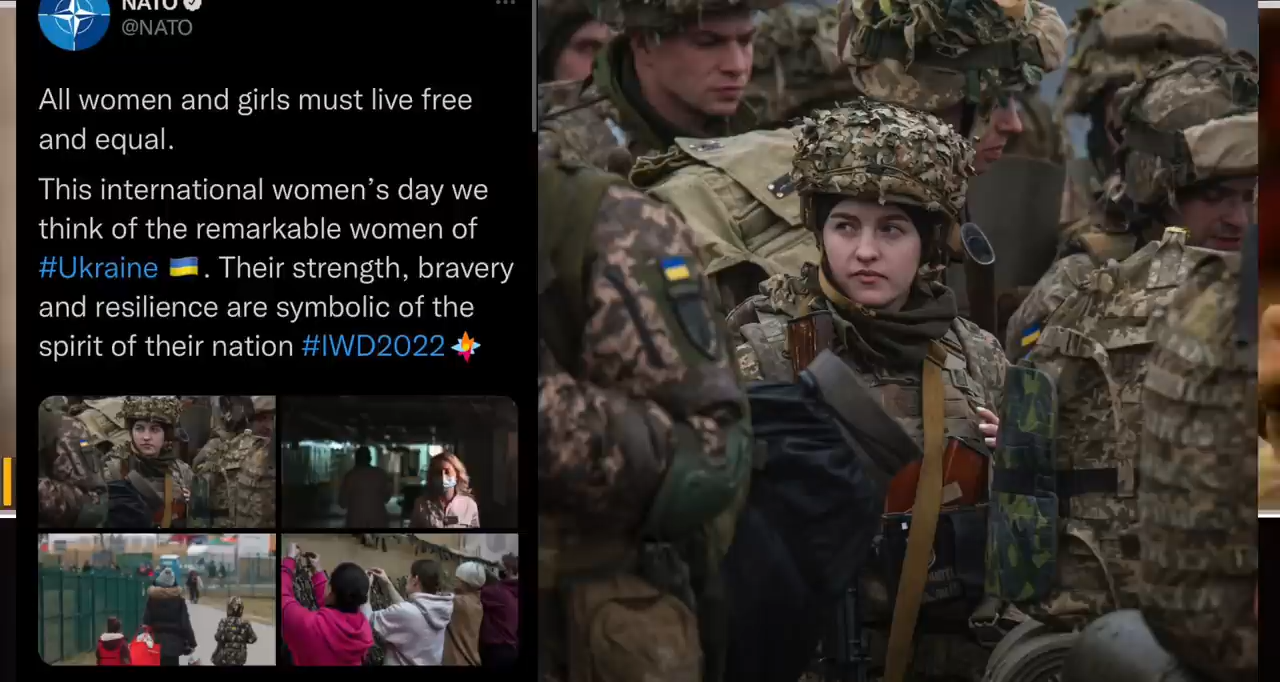 NATO
@NATO
All women and girls must live free
and equal.
This international women’s day we
think of the remarkable women of
#Ukraine 🇺🇦. Their strength, bravery
and resilience are symbolic of the
spirit of their nation #IWD2022